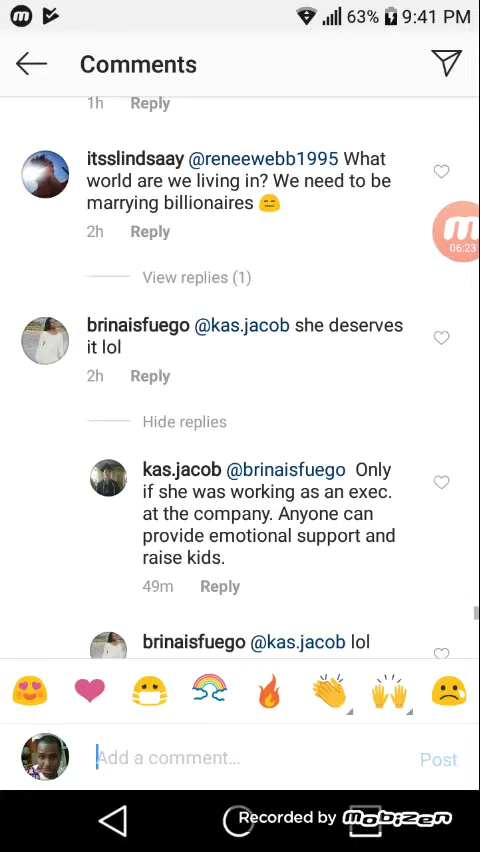 63% 9:41 PM
Comments
1h Reply
itsslindsaay @reneewebb1995 What
world are we living in? We need to be
marrying billionaires
06:23
2h Reply
View replies (1)
brinaisfuego @kas.jacob she deserves
it lol
2h Reply
Hide replies
kas.jacob @brinaisfuego Only
if she was working as an exec.
at the company. Anyone can
provide emotional support and
raise kids.
49m Reply
brinaisfuego @kas.jacob lol
Add a comment... Post
Recorded by Mobizen